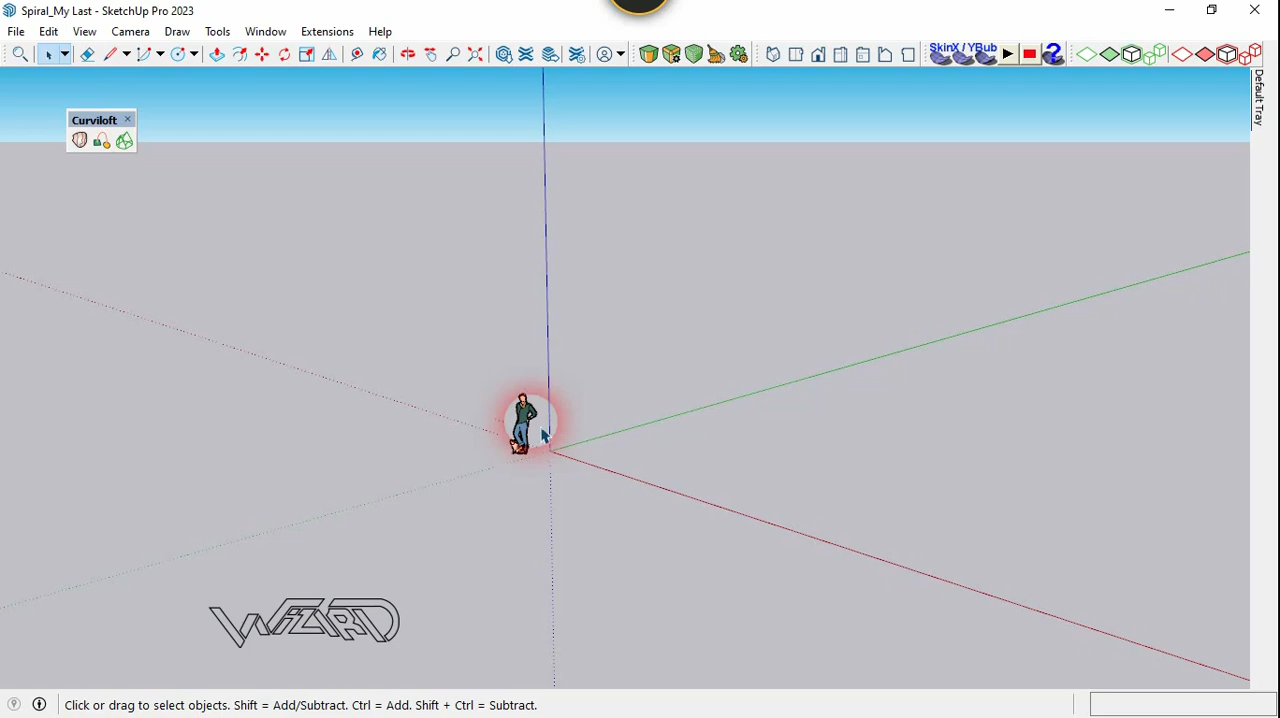 Spiral_My Last - SketchUp Pro 2023
File Edit View Camera Draw Tools Window Extensions Help
SkinX / YBub
?
Default Tray
Curviloft
WIZARD
Click or drag to select objects. Shift = Add/Subtract. Ctrl = Add. Shift + Ctrl = Subtract.